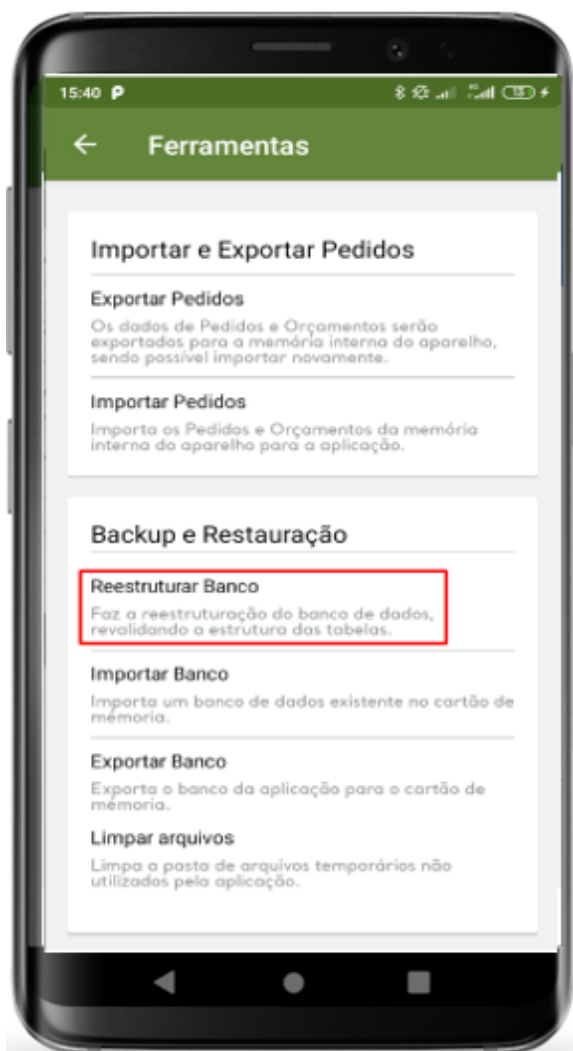 15:40 P
Ferramentas
Importar e Exportar Pedidos
Exportar Pedidos
Os dados de Pedidos e Orçamentos serão
exportados para a memória interna do aparelho,
sendo possível importar novamente.
Importar Pedidos
Importa os Pedidos e Orçamentos da memória
interna do aparelho para a aplicação.
Backup e Restauração
Reestruturar Banco
Faz a reestruturação do banco de dados,
revalidando a estrutura das tabelas.
Importar Banco
Importa um banco de dados existente no cartão de
mémoria.
Exportar Banco
Exporta o banco da aplicação para o cartão de
mémoria.
Limpar arquivos
Limpa a pasta de arquivos temporários não
utilizados pela aplicação.